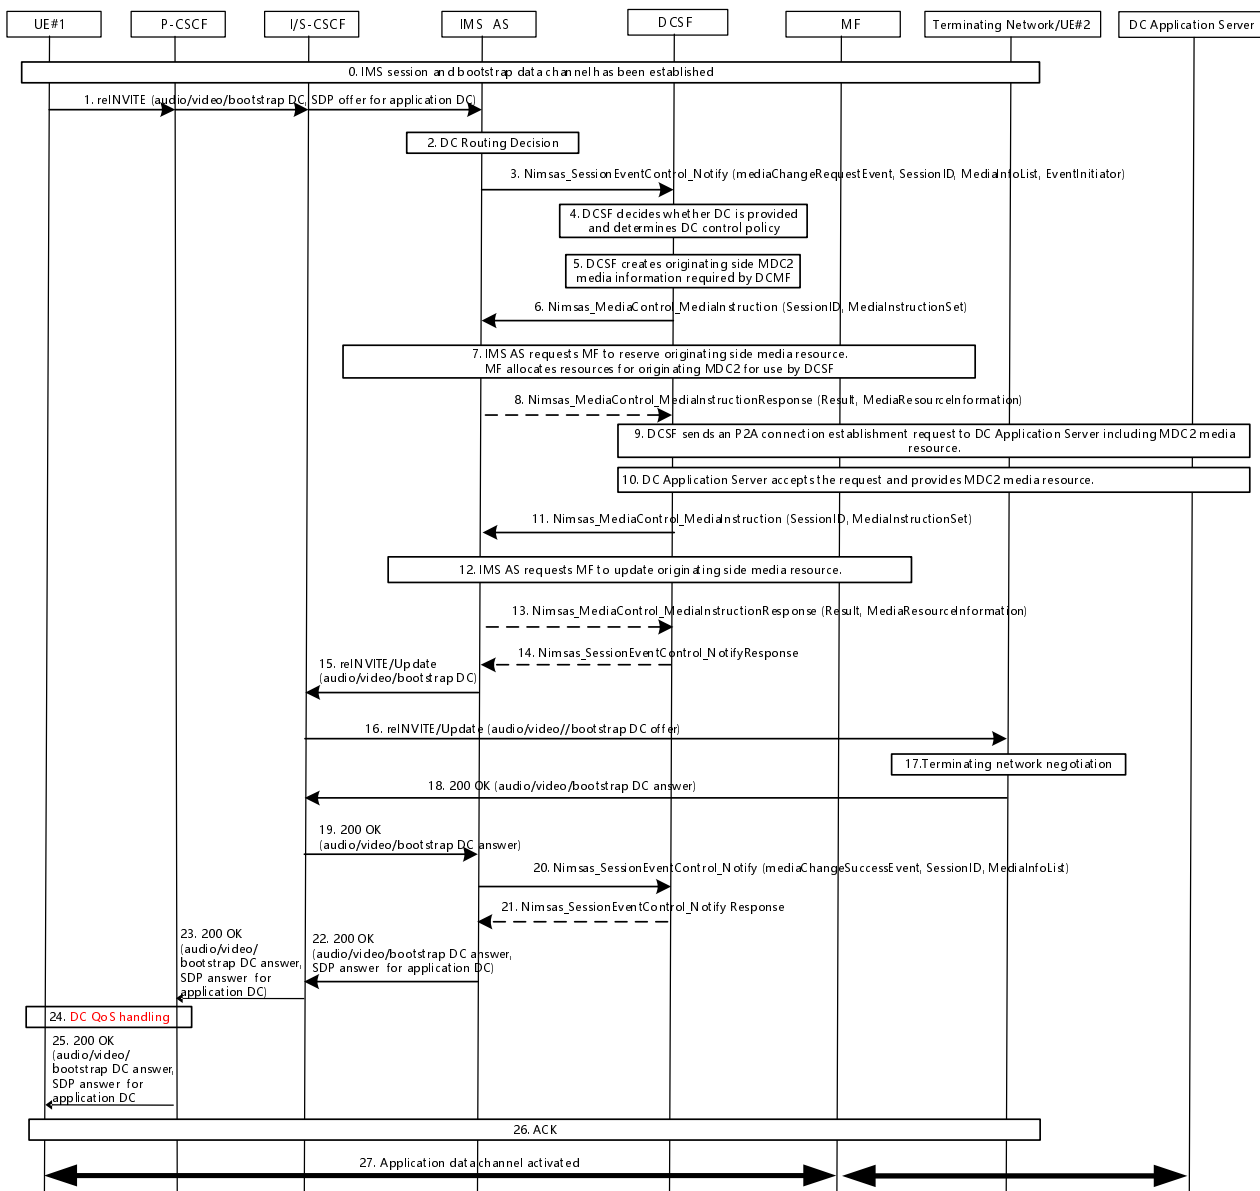 UE#1
P-CSCF
I/S-CSCF
IMS AS
DCSF
MF
Terminating Network/UE#2
DC Application Server
0. IMS session and bootstrap data channel has been established
1. reINVITE (audio/video/bootstrap DC, SDP offer for application DC)
2. DC Routing Decision
3. Nimsas_SessionEventControl_Notify (mediaChangeRequestEvent, SessionID, MediaInfoList, EventInitiator)
4. DCSF decides whether DC is provided
and determines DC control policy
5. DCSF creates originating side MDC2
media information required by DCMF
6. Nimsas_MediaControl_MediaInstruction (SessionID, MediaInstructionSet)
7. IMS AS requests MF to reserve originating side media resource.
MF allocates resources for originating MDC2 for use by DCSF
8. Nimsas_MediaControl_MediaInstructionResponse (Result, MediaResourceInformation)
9. DCSF sends an P2A connection establishment request to DC Application Server including MDC2 media
resource.
10. DC Application Server accepts the request and provides MDC2 media resource.
11. Nimsas_MediaControl_MediaInstruction (SessionID, MediaInstructionSet)
12. IMS AS requests MF to update originating side media resource.
13. Nimsas_MediaControl_MediaInstructionResponse (Result, MediaResourceInformation)
14. Nimsas_SessionEventControl_NotifyResponse
15. reINVITE/Update
(audio/video/bootstrap DC)
16. reINVITE/Update (audio/video//bootstrap DC offer)
17.Terminating network negotiation
18. 200 OK (audio/video/bootstrap DC answer)
19. 200 OK
(audio/video/bootstrap DC answer)
20. Nimsas_SessionEventControl_Notify (mediaChangeSuccessEvent, SessionID, MediaInfoList)
21. Nimsas_SessionEventControl_Notify Response
22. 200 OK
(audio/video/bootstrap DC answer,
SDP answer for application DC)
23. 200 OK
(audio/video/
bootstrap DC answer,
SDP answer for
application DC)
24. DC QoS handling
25. 200 OK
(audio/video/
bootstrap DC answer,
SDP answer for
application DC
26. ACK
27. Application data channel activated